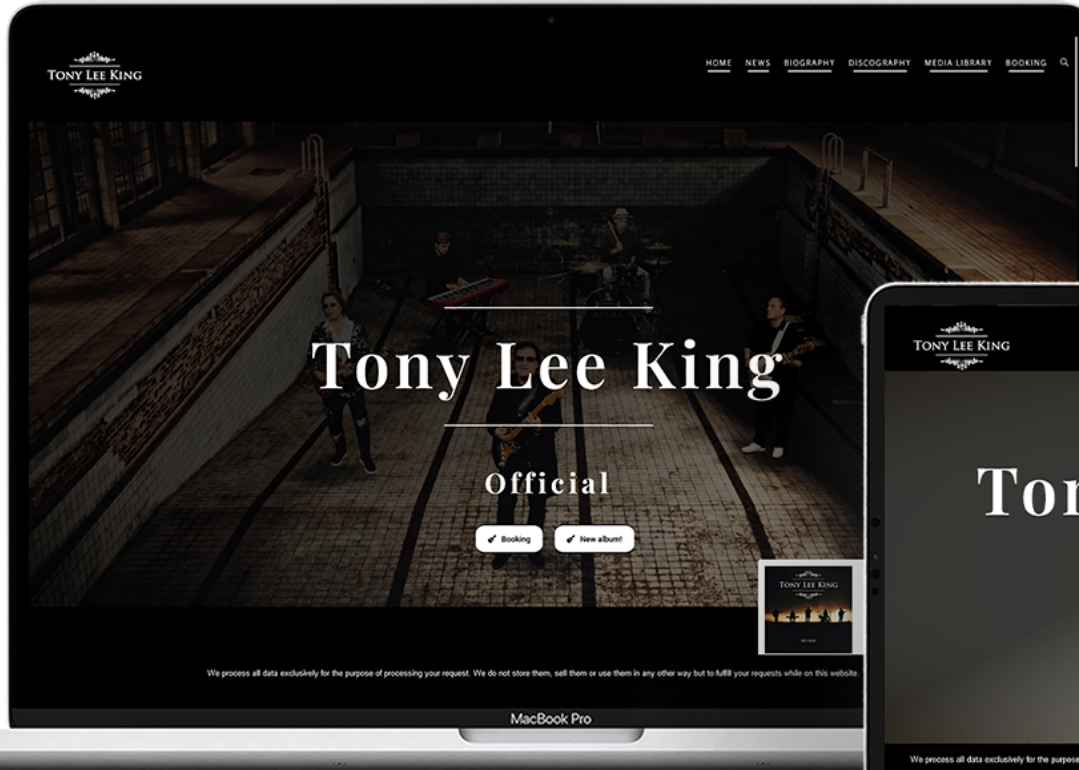 TONY LEE KING
HOME NEWS BIOGRAPHY DISCOGRAPHY MEDIA LIBRARY BOOKING
Tony Lee King
Official
Booking New album!
TONY LEE KING
We process all data exclusively for the purpose of processing your request. We do not store them, sell them or use them in any other way but to fulfill your requests while on this website.
MacBook Pro
TONY LEE KING
Tor
We process all data exclusively for the purpose